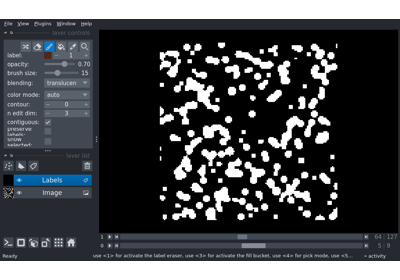 File View Plugins Window Help
layer controls
label: 1
opacity: 0.70
brush size: 15
blending: translucen
color mode: auto
contour: 0
n edit dim: 3
contiguous:
preserve
labels:
show
selected:
layer list
Labels
Image
1 64 127
0 5 9
Ready use <1> for activate the label eraser, use <3> for activate the fill bucket, use <4> for pick mode, use <5... activity